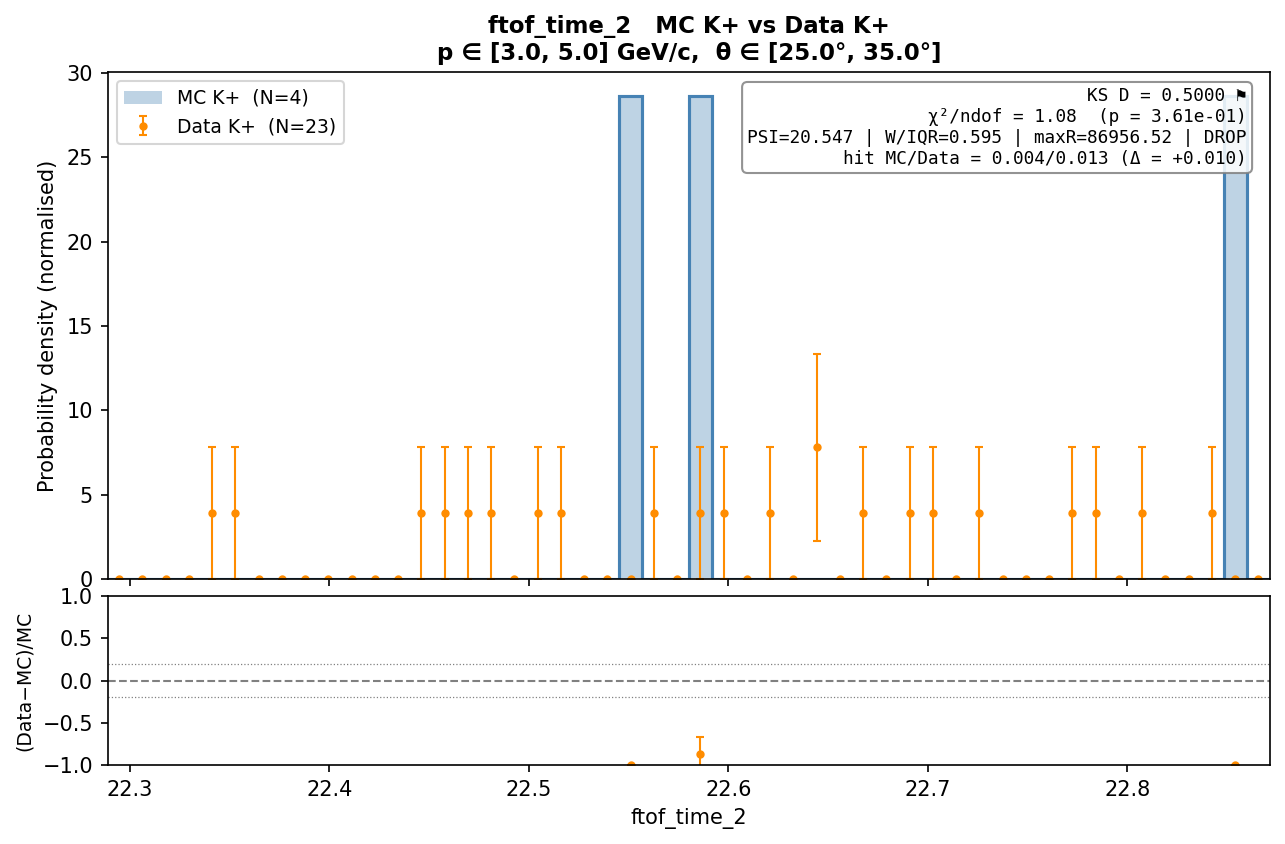 ftof_time_2   MC K+ vs Data K+
p ∈ [3.0, 5.0] GeV/c,  θ ∈ [25.0°, 35.0°]
MC K+  (N=4)
Data K+  (N=23)
KS D = 0.5000 ⚑
χ²/ndof = 1.08  (p = 3.61e-01)
PSI=20.547 | W/IQR=0.595 | maxR=86956.52 | DROP
hit MC/Data = 0.004/0.013 (Δ = +0.010)
Probability density (normalised)
30
25
20
15
10
5
0
(Data−MC)/MC
1.0
0.5
0.0
−0.5
−1.0
22.3 22.4 22.5 22.6 22.7 22.8
ftof_time_2